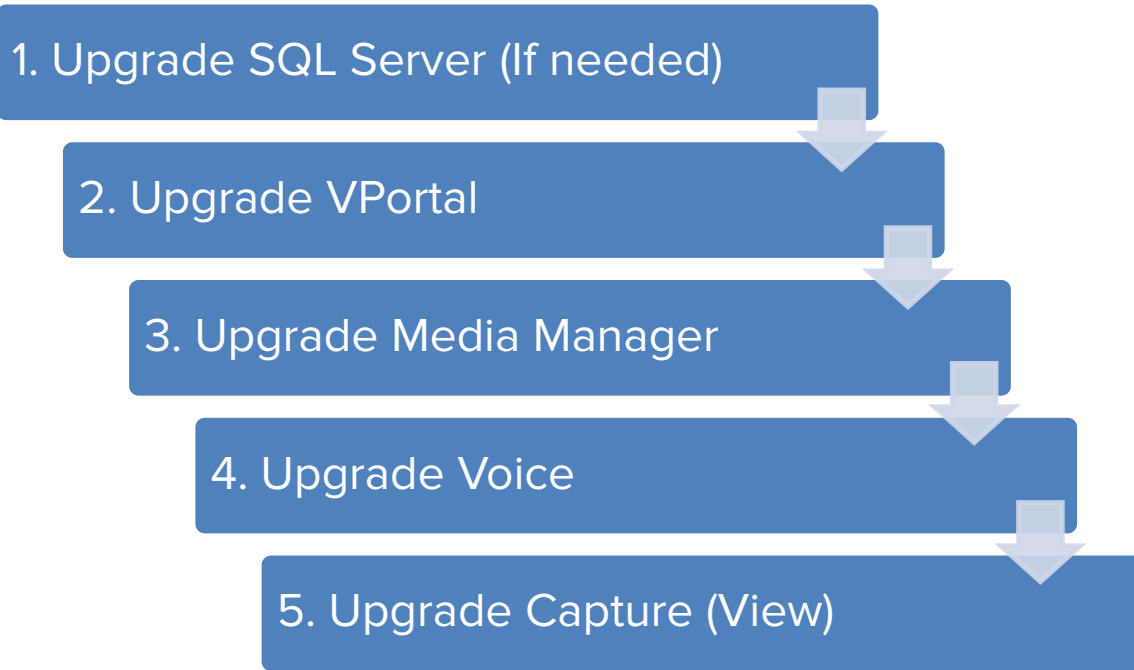 1. Upgrade SQL Server (If needed)
2. Upgrade VPortal
3. Upgrade Media Manager
4. Upgrade Voice
5. Upgrade Capture (View)